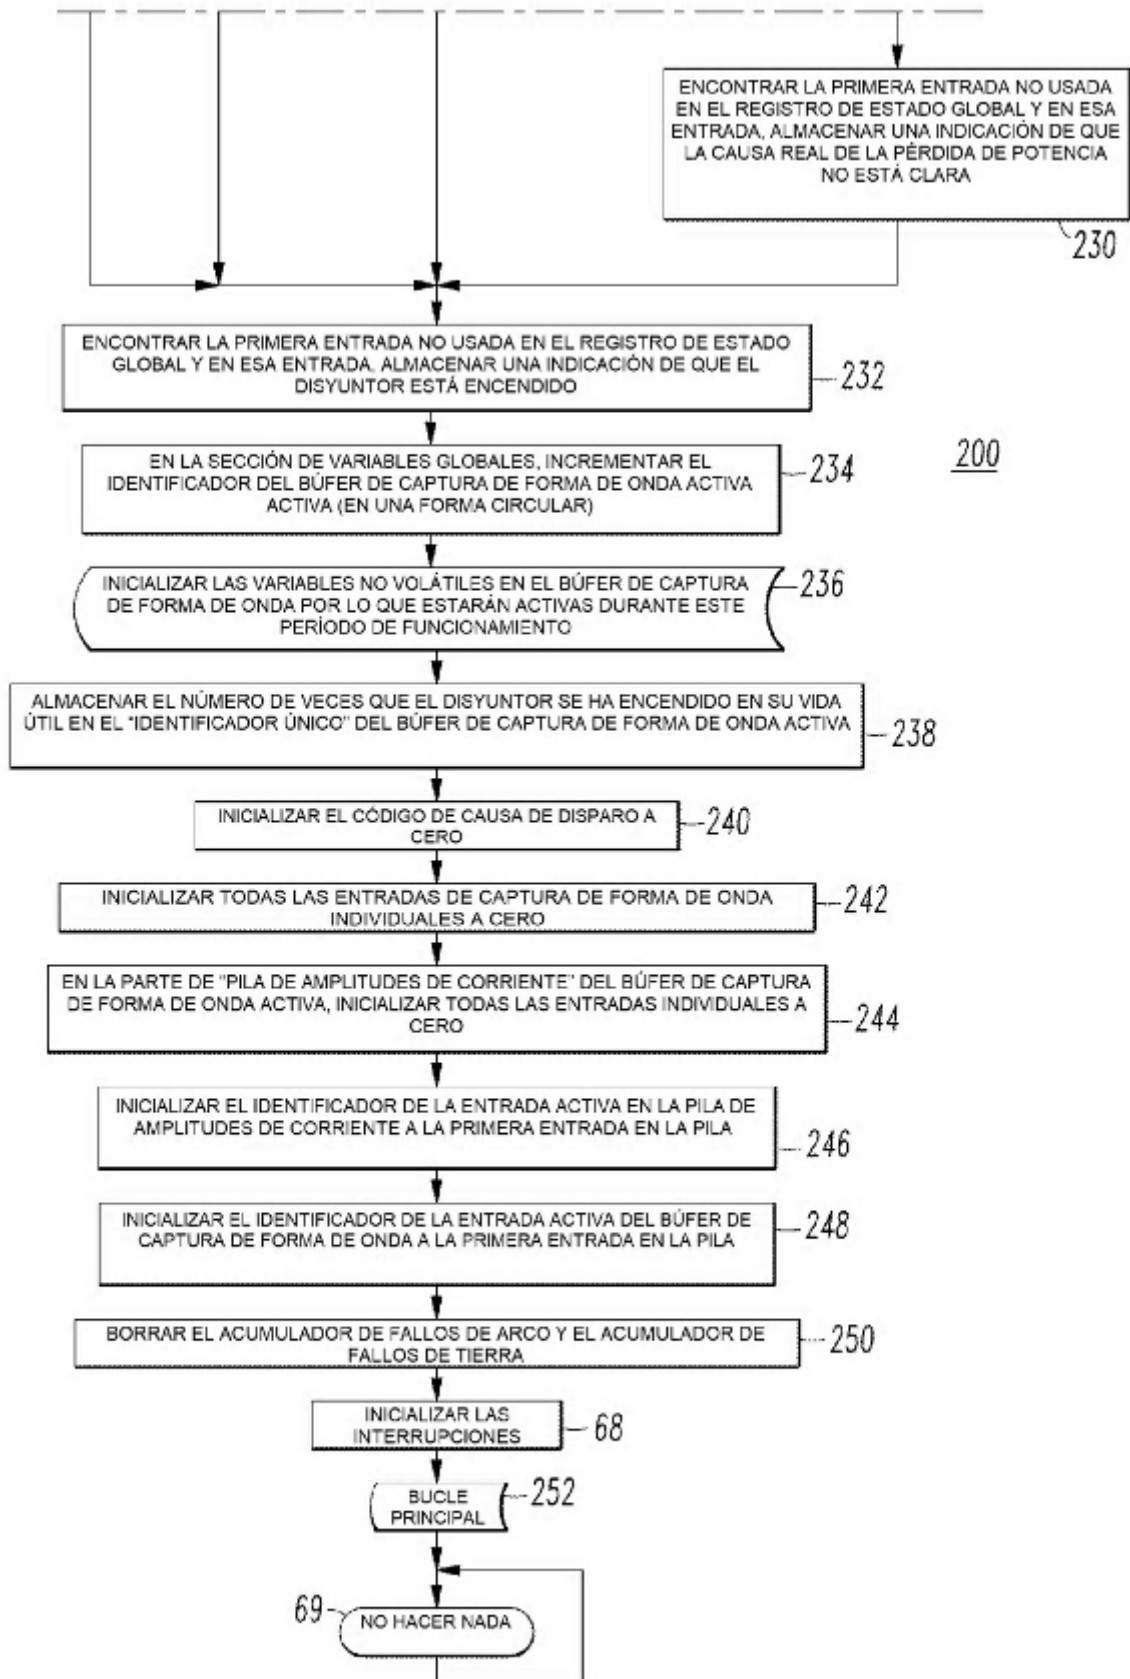 ENCONTRAR LA PRIMERA ENTRADA NO USADA
EN EL REGISTRO DE ESTADO GLOBAL Y EN ESA
ENTRADA, ALMACENAR UNA INDICACIÓN DE QUE
LA CAUSA REAL DE LA PÉRDIDA DE POTENCIA
NO ESTÁ CLARA
230
ENCONTRAR LA PRIMERA ENTRADA NO USADA EN EL REGISTRO DE ESTADO
GLOBAL Y EN ESA ENTRADA, ALMACENAR UNA INDICACIÓN DE QUE EL
DISYUNTOR ESTÁ ENCENDIDO
232
200
EN LA SECCIÓN DE VARIABLES GLOBALES, INCREMENTAR EL
IDENTIFICADOR DEL BÚFER DE CAPTURA DE FORMA DE ONDA ACTIVA
ACTIVA (EN UNA FORMA CIRCULAR)
234
INICIALIZAR LAS VARIABLES NO VOLÁTILES EN EL BÚFER DE CAPTURA
DE FORMA DE ONDA POR LO QUE ESTARÁN ACTIVAS DURANTE ESTE
PERÍODO DE FUNCIONAMIENTO
236
ALMACENAR EL NÚMERO DE VECES QUE EL DISYUNTOR SE HA ENCENDIDO EN SU VIDA
ÚTIL EN EL "IDENTIFICADOR ÚNICO" DEL BÚFER DE CAPTURA DE FORMA DE ONDA ACTIVA
238
INICIALIZAR EL CÓDIGO DE CAUSA DE DISPARO A
CERO
240
INICIALIZAR TODAS LAS ENTRADAS DE CAPTURA DE FORMA DE ONDA
INDIVIDUALES A CERO
242
EN LA PARTE DE "PILA DE AMPLITUDES DE CORRIENTE" DEL BÚFER DE CAPTURA
DE FORMA DE ONDA ACTIVA, INICIALIZAR TODAS LAS ENTRADAS INDIVIDUALES A
CERO
244
INICIALIZAR EL IDENTIFICADOR DE LA ENTRADA ACTIVA EN LA PILA DE
AMPLITUDES DE CORRIENTE A LA PRIMERA ENTRADA EN LA PILA
246
INICIALIZAR EL IDENTIFICADOR DE LA ENTRADA ACTIVA DEL BÚFER DE
CAPTURA DE FORMA DE ONDA A LA PRIMERA ENTRADA EN LA PILA
248
BORRAR EL ACUMULADOR DE FALLOS DE ARCO Y EL ACUMULADOR DE
FALLOS DE TIERRA
250
INICIALIZAR LAS
INTERRUPCIONES
68
BUCLE
PRINCIPAL
252
69
NO HACER NADA